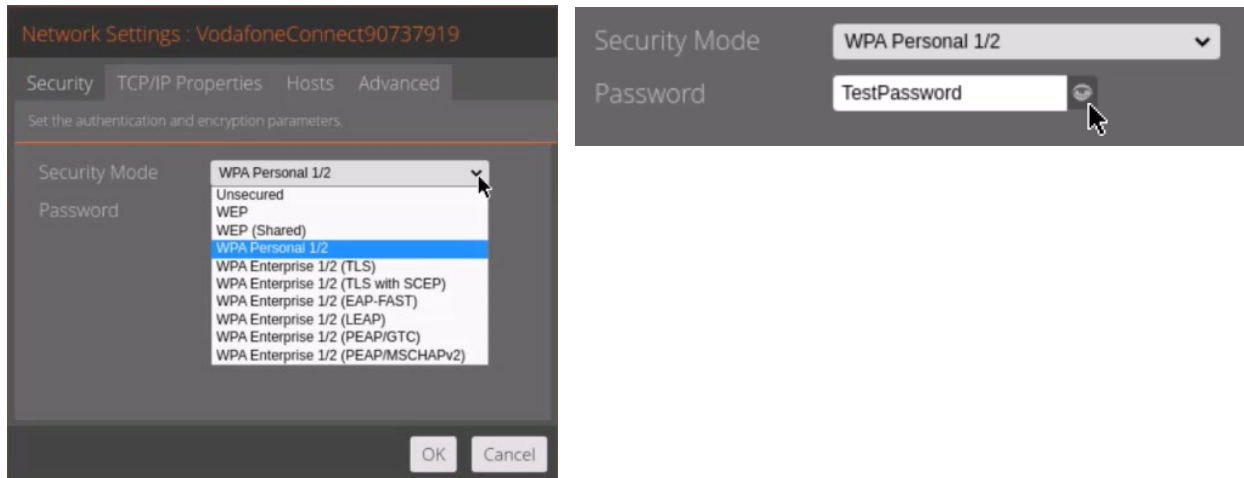 Network Settings : VodafoneConnect90737919
Security TCP/IP Properties Hosts Advanced
Set the authentication and encryption parameters.
Security Mode WPA Personal 1/2
Password
Unsecured
WEP
WEP (Shared)
WPA Personal 1/2
WPA Enterprise 1/2 (TLS)
WPA Enterprise 1/2 (TLS with SCEP)
WPA Enterprise 1/2 (EAP-FAST)
WPA Enterprise 1/2 (LEAP)
WPA Enterprise 1/2 (PEAP/GTC)
WPA Enterprise 1/2 (PEAP/MSCHAPv2)
OK Cancel
Security Mode WPA Personal 1/2
Password TestPassword